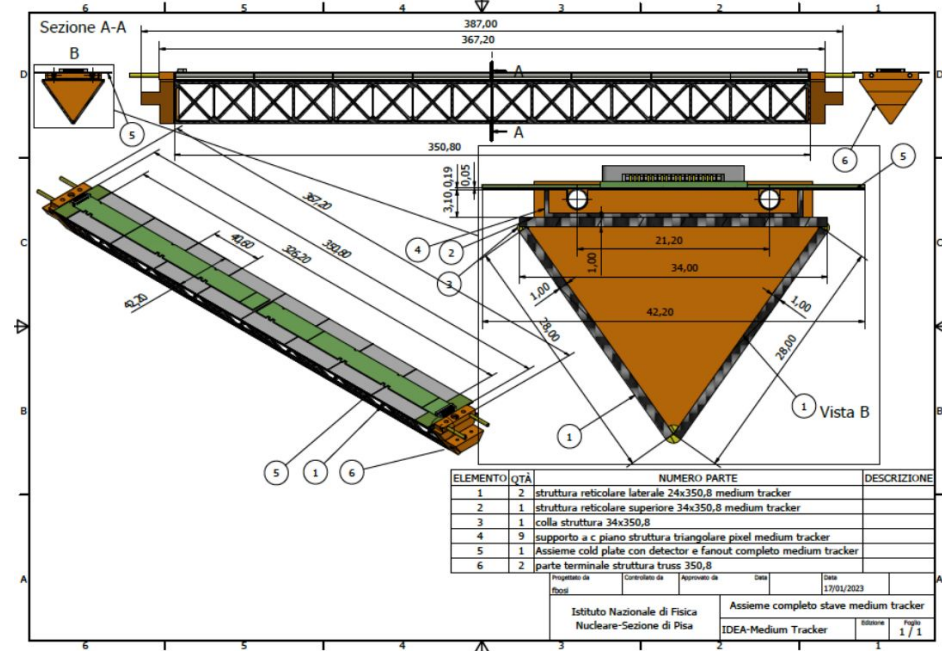 6 5 4 3 2 1
Sezione A-A
387,00
367,20
B
A
D
D
5
A
350,80
6
5
3,10
0,19
0,05
367,20
350,80
326,20
40,60
42,20
C
C
4
2
3
21,20
1,00
34,00
1,00
1,00
42,20
28,00
28,00
B
B
1
Vista B
1
5
1
6
ELEMENTO QTÀ NUMERO PARTE DESCRIZIONE
1 2 struttura reticolare laterale 24x350,8 medium tracker
2 1 struttura reticolare superiore 34x350,8 medium tracker
3 1 colla struttura 34x350,8
4 9 supporto a c piano struttura triangolare pixel medium tracker
5 1 Assieme cold plate con detector e fanout completo medium tracker
6 2 parte terminale struttura truss 350,8
A
A
Progettato da Controllato da Approvato da Data Data
fbosi 17/01/2023
Istituto Nazionale di Fisica
Nucleare-Sezione di Pisa
Assieme completo stave medium tracker
IDEA-Medium Tracker
Edizione
Foglio
1 / 1
6 5 4 3 2 1